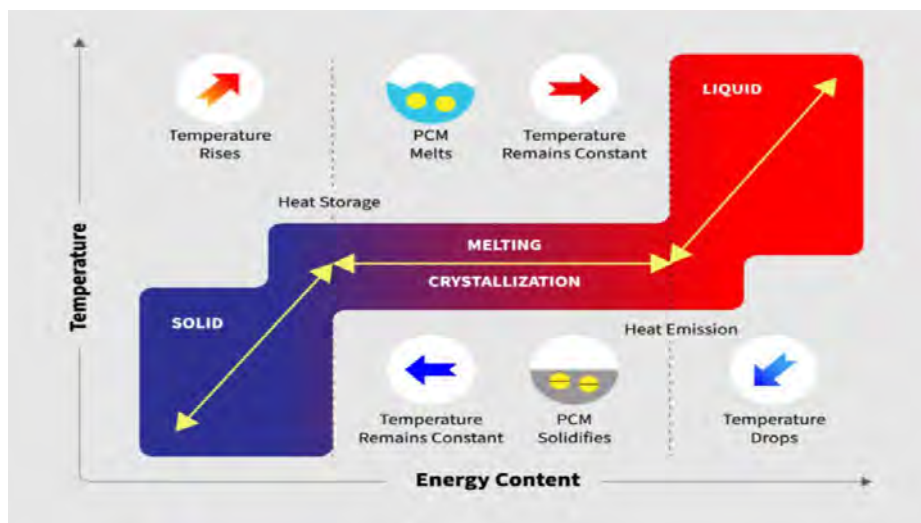 LIQUID
Temperature
Rises
PCM
Melts
Temperature
Remains Constant
Heat Storage
MELTING
CRYSTALLIZATION
Temperature
SOLID
Heat Emission
Temperature
Remains Constant
PCM
Solidifies
Temperature
Drops
Energy Content